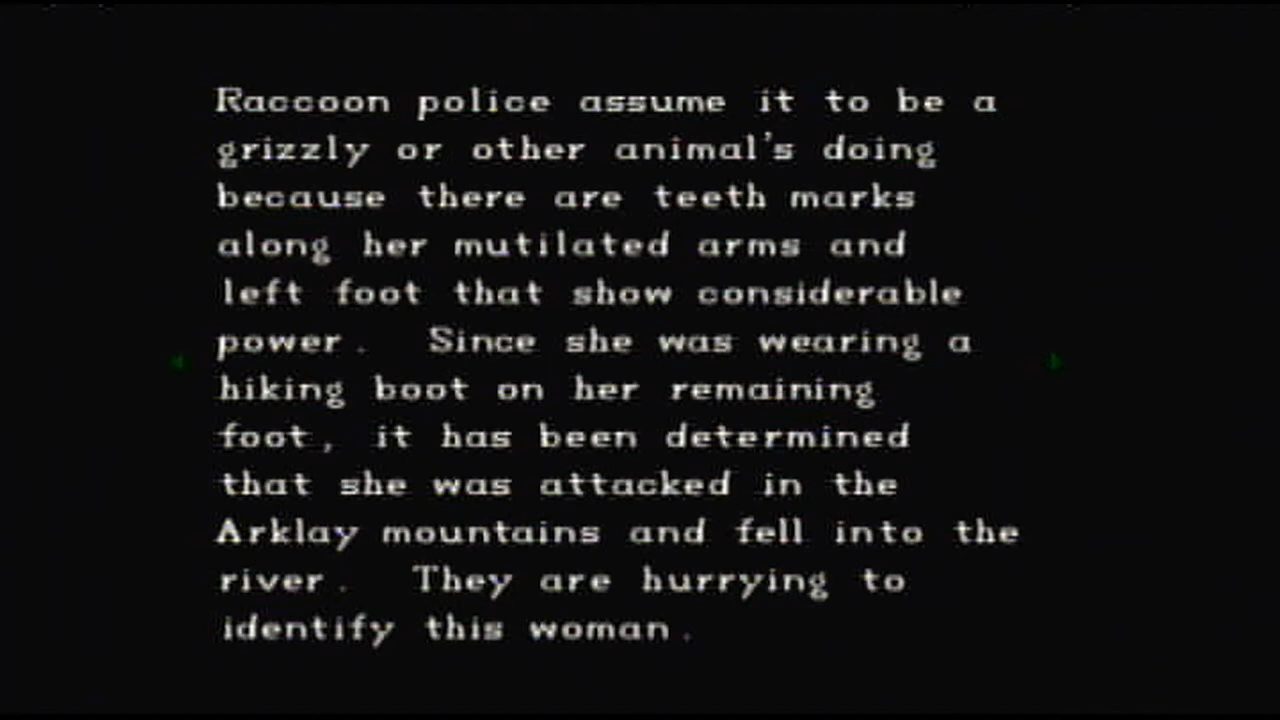 Raccoon police assume it to be a
grizzly or other animal's doing
because there are teeth marks
along her mutilated arms and
left foot that show considerable
power. Since she was wearing a
hiking boot on her remaining
foot, it has been determined
that she was attacked in the
Arklay mountains and fell into the
river. They are hurrying to
identify this woman.